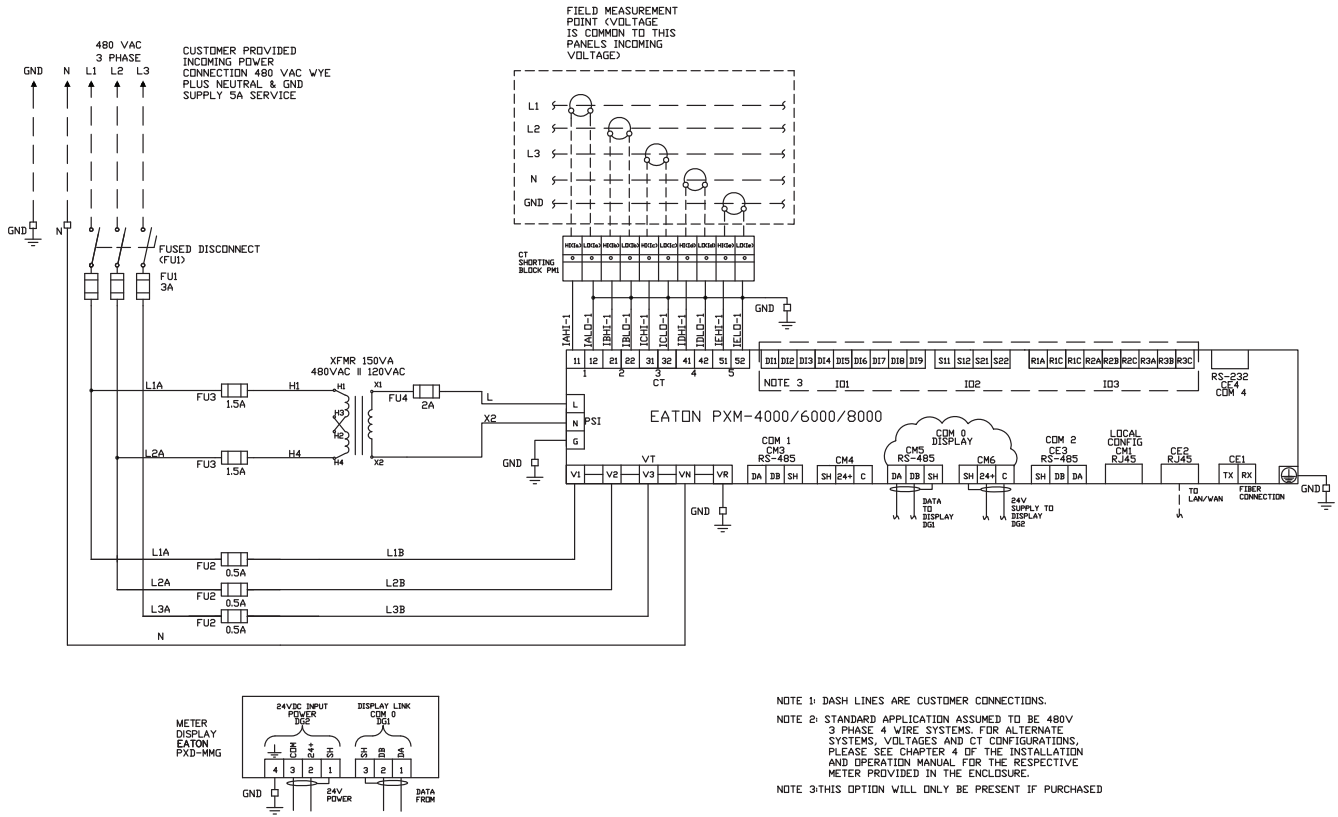 FIELD MEASUREMENT
POINT (VOLTAGE
IS COMMON TO THIS
PANELS INCOMING
VOLTAGE)
480 VAC
3 PHASE
GND N L1 L2 L3
CUSTOMER PROVIDED
INCOMING POWER
CONNECTION 480 VAC WYE
PLUS NEUTRAL & GND
SUPPLY 5A SERVICE
L1
L2
L3
N
GND
GND
N
FUSED DISCONNECT
(FU1)
FU1
3A
CT
SHORTING
BLOCK PM1
GND
IAHI-1 IALO-1 IBHI-1 IBLO-1 ICHI-1 ICLO-1 IDHI-1 IDLO-1 IEHI-1 IELO-1
11 12 21 22 31 32 41 42 51 52
1 2 3 4 5
CT
DI1 DI2 DI3 DI4 DI5 DI6 DI7 DI8 DI9
S11 S12 S21 S22
R1A R1C R1C R2A R2B R2C R3A R3B R3C
NOTE 3 IO1 IO2 IO3
RS-232
CE4
COM 4
XFMR 150VA
480VAC || 120VAC
L1A
FU3
1.5A
H1
H1
H3
H2
H4
X1
X2
FU4
2A
L
X2
L2A
FU3
1.5A
H4
L
N
G
PSI
GND
EATON PXM-4000/6000/8000
VT
V1 V2 V3 VN VR
GND
COM 1
CM3
RS-485
DA DB SH
CM4
SH 24+ C
COM 0
DISPLAY
CM5
RS-485
DA DB SH
CM6
SH 24+ C
COM 2
CE3
RS-485
SH DB DA
LOCAL
CONFIG
CM1
RJ45
CE2
RJ45
CE1
TX RX
DATA
TO
DISPLAY
DG1
24V
SUPPLY TO
DISPLAY
DG2
TO
LAN/WAN
FIBER
CONNECTION
GND
L1A
FU2
0.5A
L1B
L2A
FU2
0.5A
L2B
L3A
FU2
0.5A
L3B
N
METER
DISPLAY
EATON
PXD-MMG
24VDC INPUT
POWER
DG2
DISPLAY LINK
COM 0
DG1
COM 24+ SH
SH DB DA
4 3 2 1
3 2 1
GND
24V
POWER
DATA
FROM
NOTE 1: DASH LINES ARE CUSTOMER CONNECTIONS.
NOTE 2: STANDARD APPLICATION ASSUMED TO BE 480V
3 PHASE 4 WIRE SYSTEMS. FOR ALTERNATE
SYSTEMS, VOLTAGES AND CT CONFIGURATIONS,
PLEASE SEE CHAPTER 4 OF THE INSTALLATION
AND OPERATION MANUAL FOR THE RESPECTIVE
METER PROVIDED IN THE ENCLOSURE.
NOTE 3:THIS OPTION WILL ONLY BE PRESENT IF PURCHASED